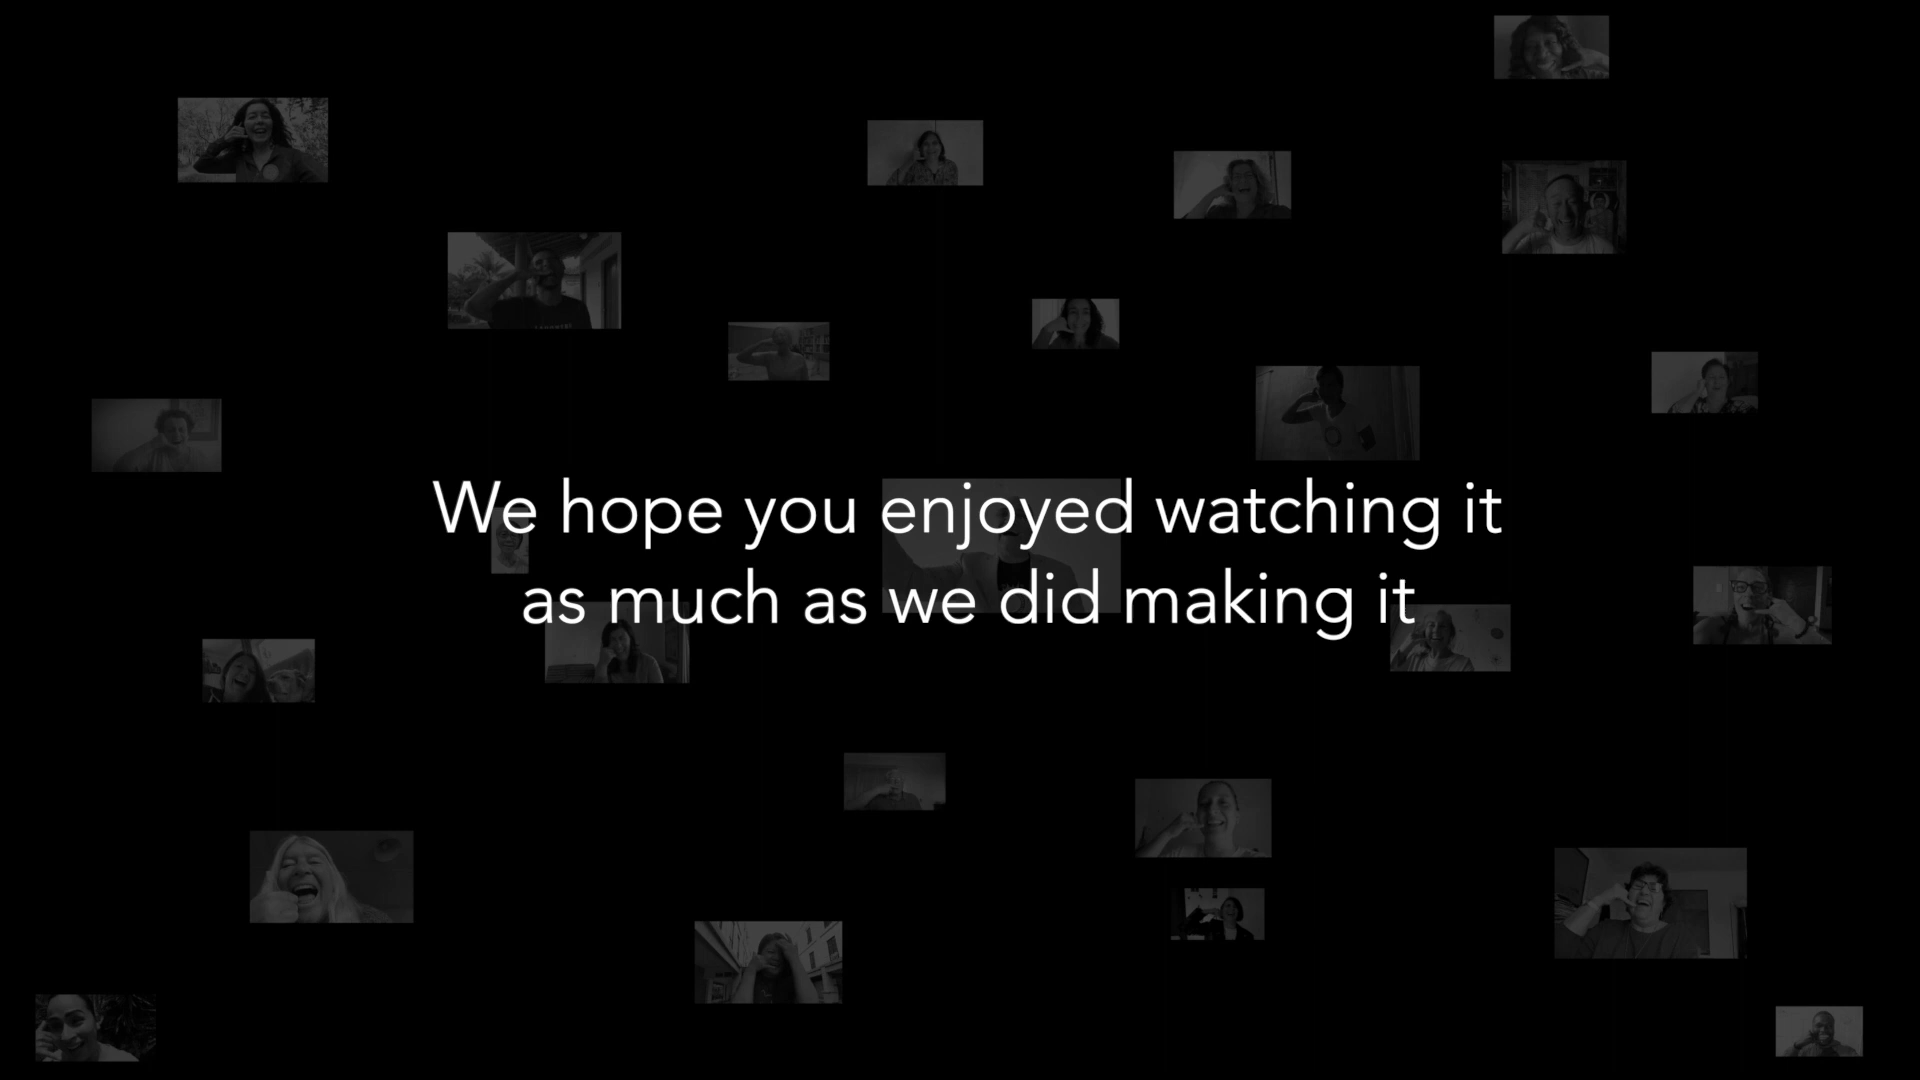 We hope you enjoyed watching it
as much as we did making it